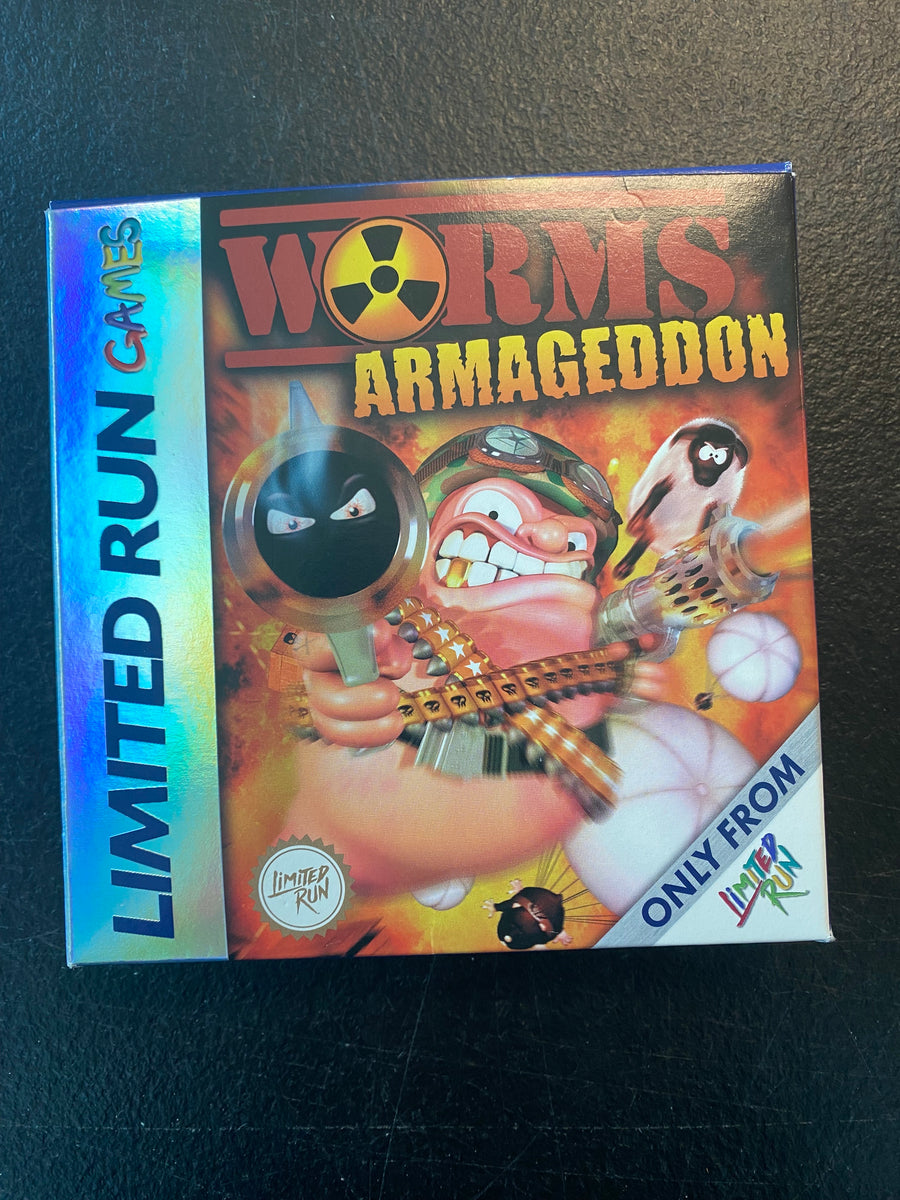 LIMITED RUN GAMES
WORMS
ARMAGEDDON
LIMITED
RUN
ONLY FROM
LIMITED
RUN